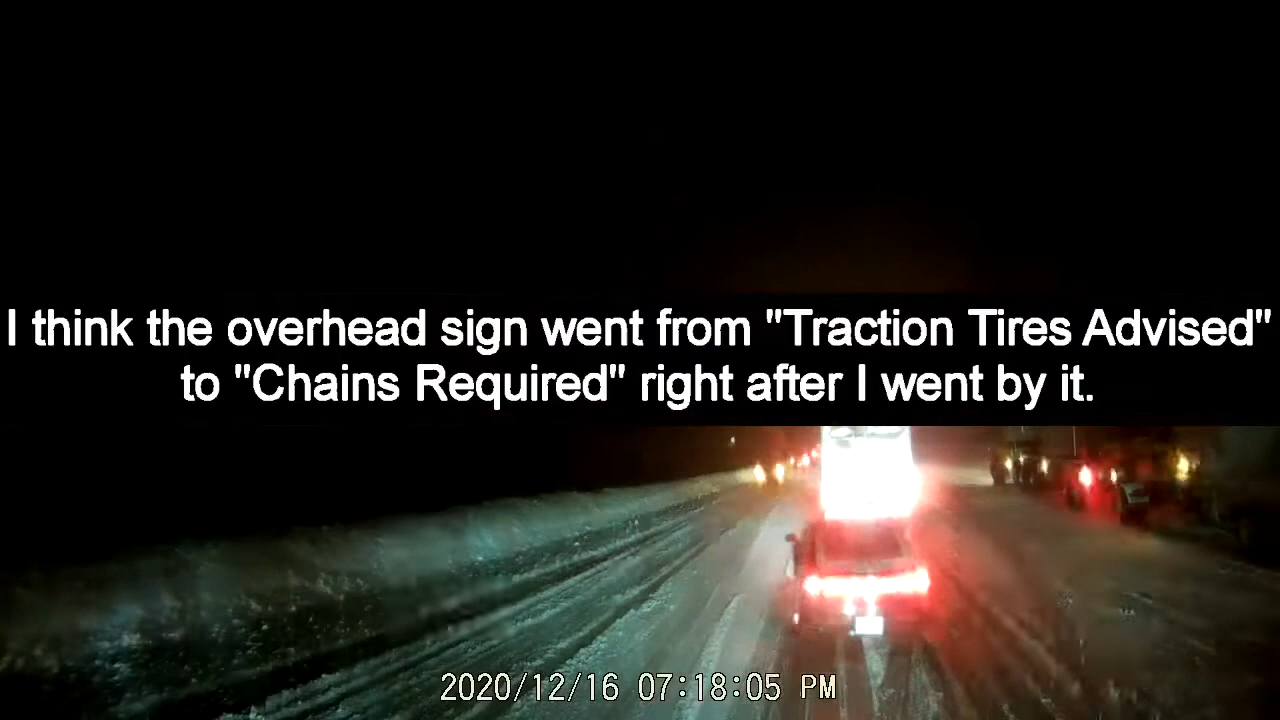 I think the overhead sign went from "Traction Tires Advised"
to "Chains Required" right after I went by it.
2020/12/16 07:18:05 PM